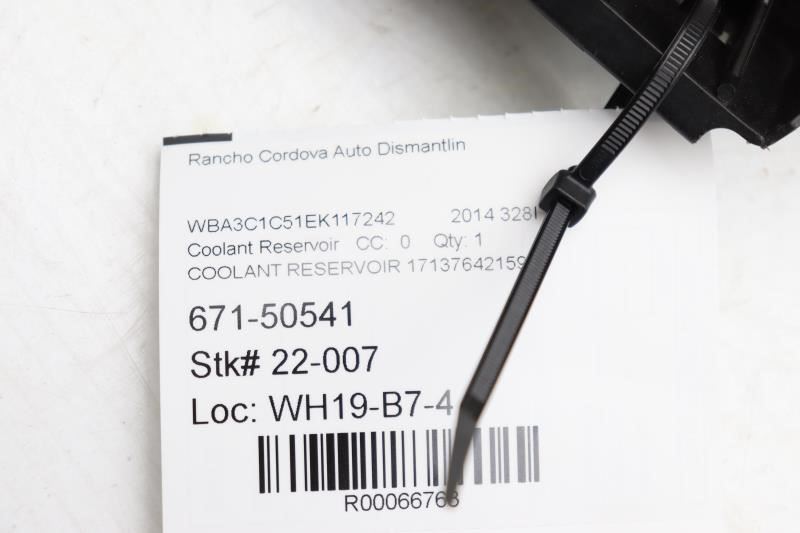 Rancho Cordova Auto Dismantlin
WBA3C1C51EK117242 2014 328I
Coolant Reservoir CC: 0 Qty: 1
COOLANT RESERVOIR 17137642159
671-50541
Stk# 22-007
Loc: WH19-B7-4
R00066768